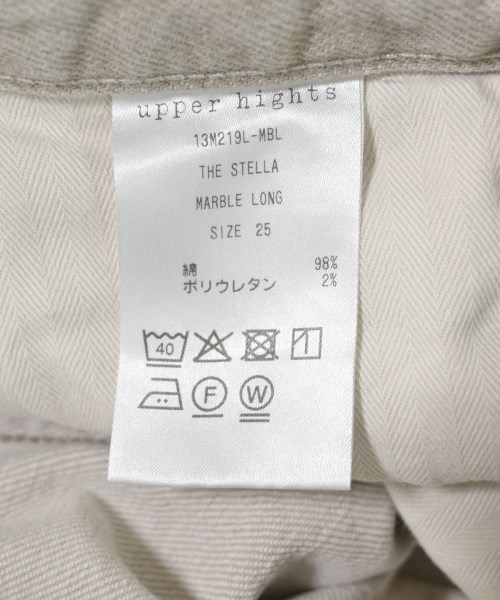 upper hights
13M219L-MBL
THE STELLA
MARBLE LONG
SIZE 25
綿 98%
ポリウレタン 2%
40
F W